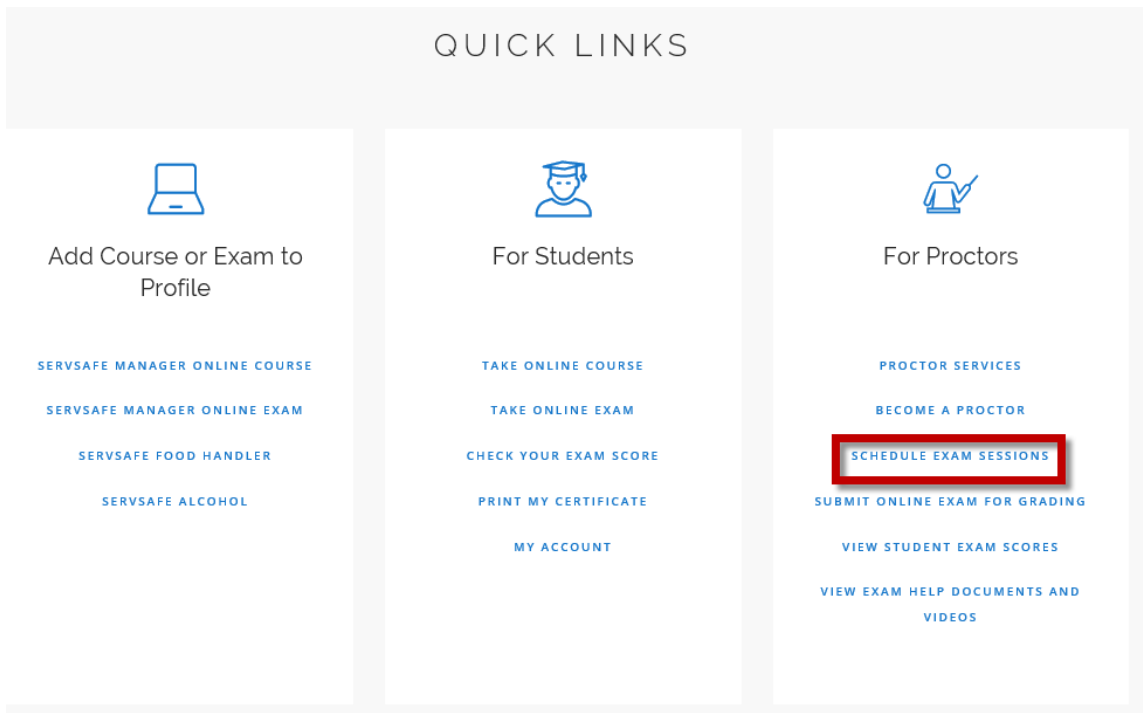 QUICK LINKS
Add Course or Exam to
Profile
SERVSAFE MANAGER ONLINE COURSE
SERVSAFE MANAGER ONLINE EXAM
SERVSAFE FOOD HANDLER
SERVSAFE ALCOHOL
For Students
TAKE ONLINE COURSE
TAKE ONLINE EXAM
CHECK YOUR EXAM SCORE
PRINT MY CERTIFICATE
MY ACCOUNT
For Proctors
PROCTOR SERVICES
BECOME A PROCTOR
SCHEDULE EXAM SESSIONS
SUBMIT ONLINE EXAM FOR GRADING
VIEW STUDENT EXAM SCORES
VIEW EXAM HELP DOCUMENTS AND
VIDEOS